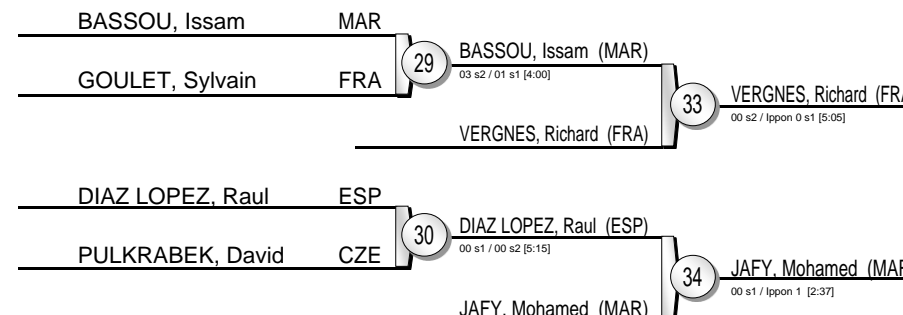 BASSOU, Issam MAR
29
BASSOU, Issam (MAR)
03 s2 / 01 s1 [4:00]
GOULET, Sylvain FRA
33
VERGNES, Richard (FRA
00 s2 / Ippon 0 s1 [5:05]
VERGNES, Richard (FRA)
DIAZ LOPEZ, Raul ESP
30
DIAZ LOPEZ, Raul (ESP)
00 s1 / 00 s2 [5:15]
PULKRABEK, David CZE
34
JAFY, Mohamed (MAR
00 s1 / Ippon 1 [2:37]
JAFY, Mohamed (MAR)